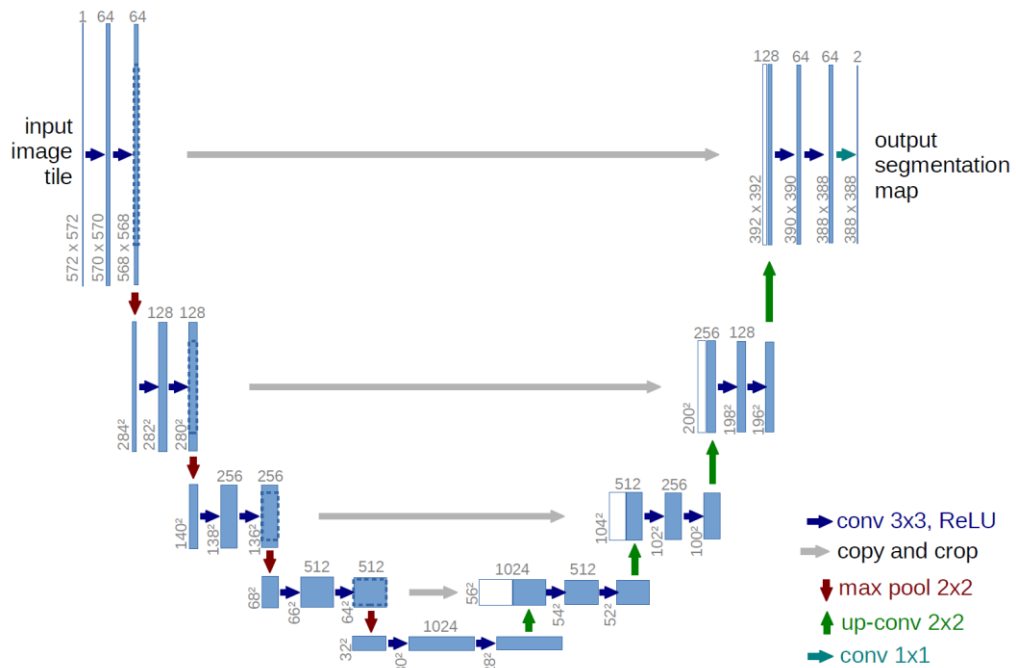 1 64 64
128 64 64 2
input
image
tile
output
segmentation
map
572 x 572
570 x 570
568 x 568
392 x 392
390 x 390
388 x 388
388 x 388
128 128
256 128
284²
282²
280²
200²
198²
196²
256 256
512 256
140²
138²
136²
104²
102²
100²
512 512
1024 512
68²
66²
64²
56²
54²
52²
1024
32²
conv 3x3, ReLU
copy and crop
max pool 2x2
up-conv 2x2
conv 1x1